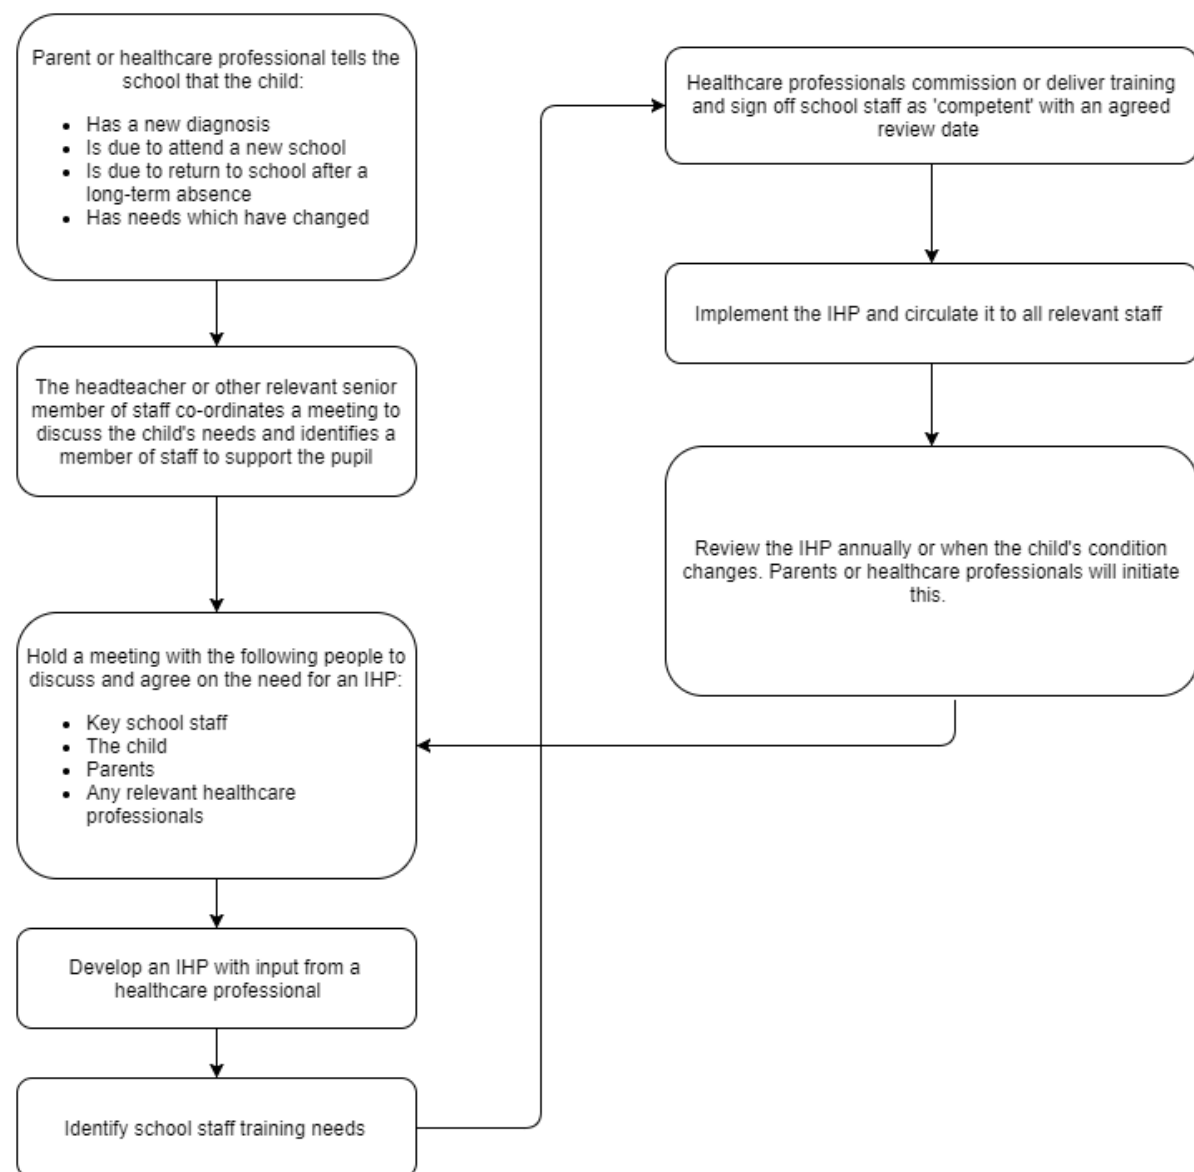 Parent or healthcare professional tells the
school that the child:
• Has a new diagnosis
• Is due to attend a new school
• Is due to return to school after a
long-term absence
• Has needs which have changed
The headteacher or other relevant senior
member of staff co-ordinates a meeting to
discuss the child's needs and identifies a
member of staff to support the pupil
Hold a meeting with the following people to
discuss and agree on the need for an IHP:
• Key school staff
• The child
• Parents
• Any relevant healthcare
professionals
Develop an IHP with input from a
healthcare professional
Identify school staff training needs
Healthcare professionals commission or deliver training
and sign off school staff as 'competent' with an agreed
review date
Implement the IHP and circulate it to all relevant staff
Review the IHP annually or when the child's condition
changes. Parents or healthcare professionals will initiate
this.